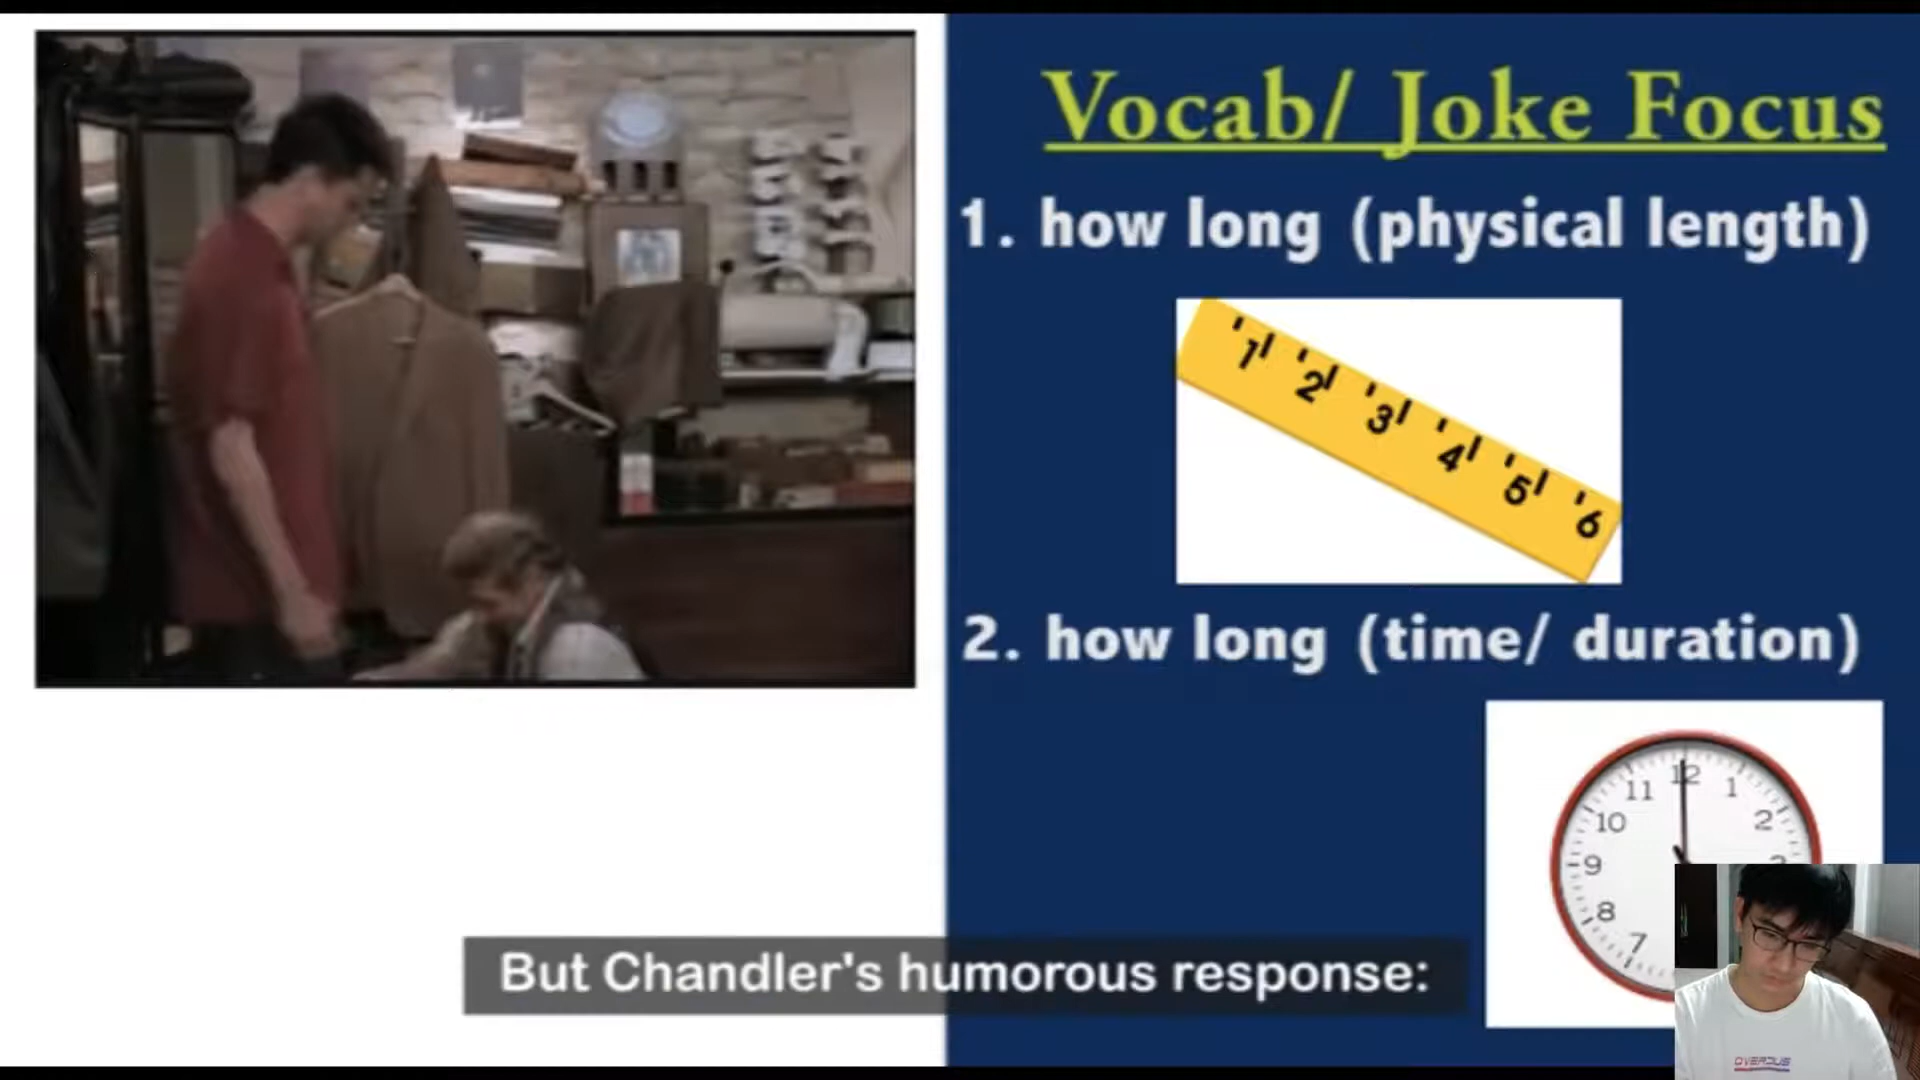 Vocab/ Joke Focus
1. how long (physical length)
1 2 3 4 5 6
2. how long (time/ duration)
12
11 1
10 2
9
8
7
But Chandler's humorous response:
OVERDUE